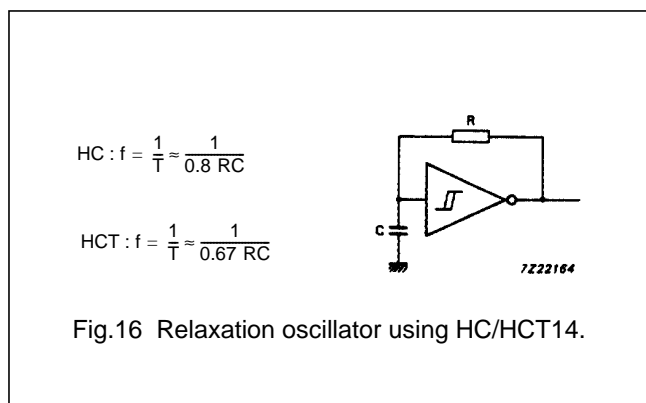 HC : f = 1/T ≈ 1/0.8 RC
HCT : f = 1/T ≈ 1/0.67 RC
R
C
7Z22164
Fig.16 Relaxation oscillator using HC/HCT14.